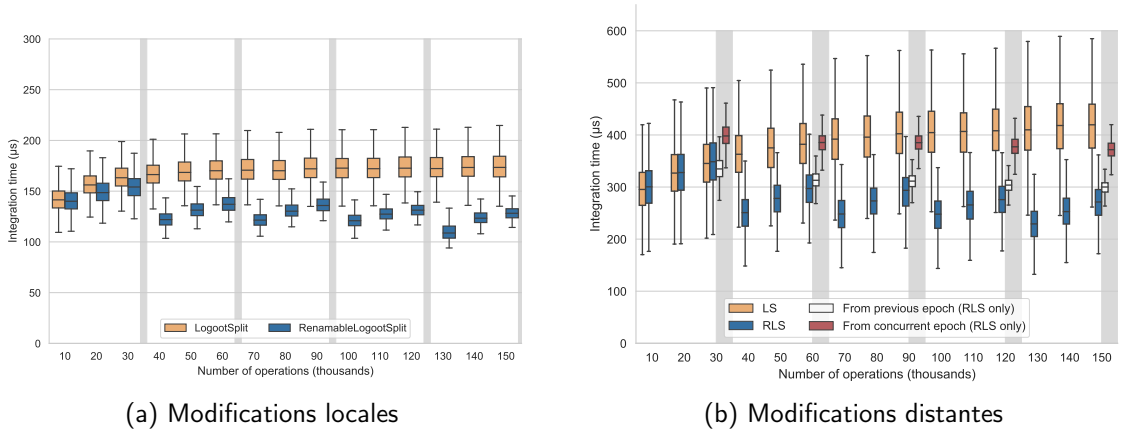 300
250
200
150
100
50
0
Integration time (µs)
LogootSplit
RenamableLogootSplit
10 20 30 40 50 60 70 80 90 100 110 120 130 140 150
Number of operations (thousands)
(a) Modifications locales
600
500
400
300
200
100
0
Integration time (µs)
LS
From previous epoch (RLS only)
RLS
From concurrent epoch (RLS only)
10 20 30 40 50 60 70 80 90 100 110 120 130 140 150
Number of operations (thousands)
(b) Modifications distantes